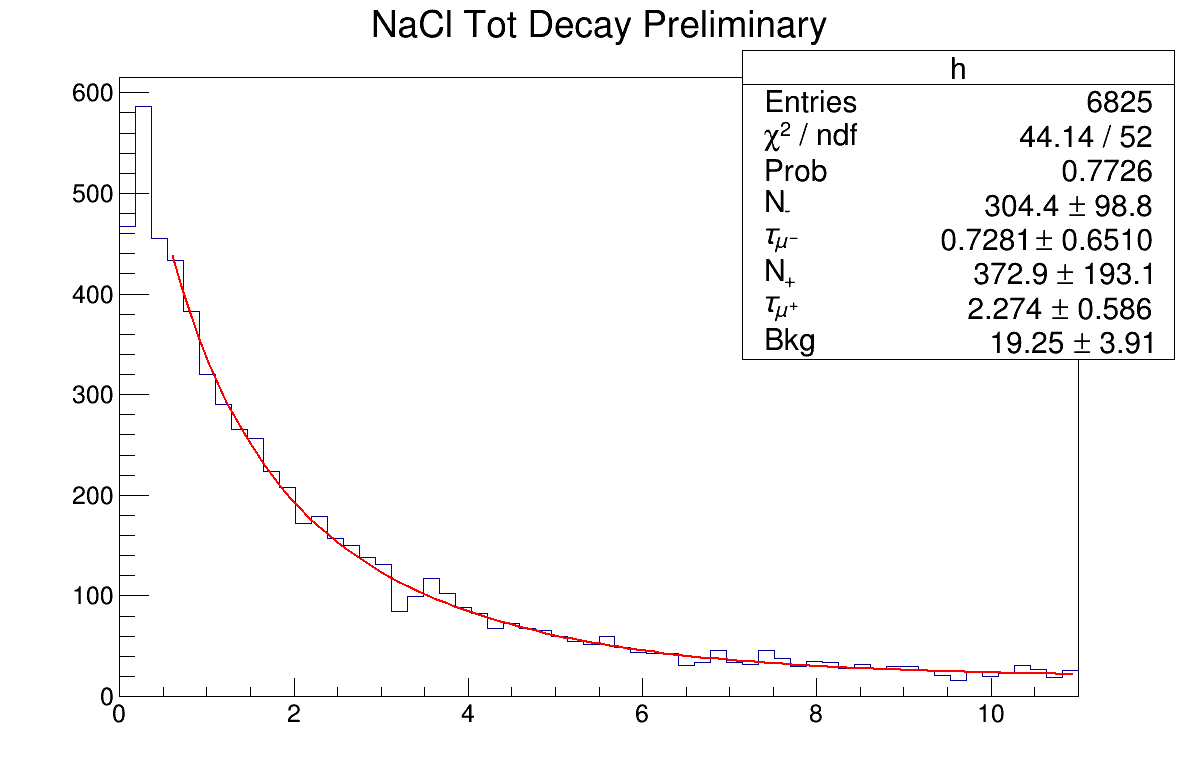 NaCl Tot Decay Preliminary
h
Entries 6825
χ² / ndf 44.14 / 52
Prob 0.7726
N₋ 304.4 ± 98.8
τ_μ⁻ 0.7281 ± 0.6510
N₊ 372.9 ± 193.1
τ_μ⁺ 2.274 ± 0.586
Bkg 19.25 ± 3.91
600
500
400
300
200
100
0
0 2 4 6 8 10